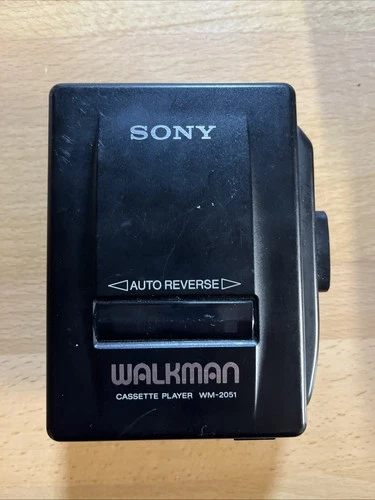 SONY
AUTO REVERSE
WALKMAN
CASSETTE PLAYER WM-2051